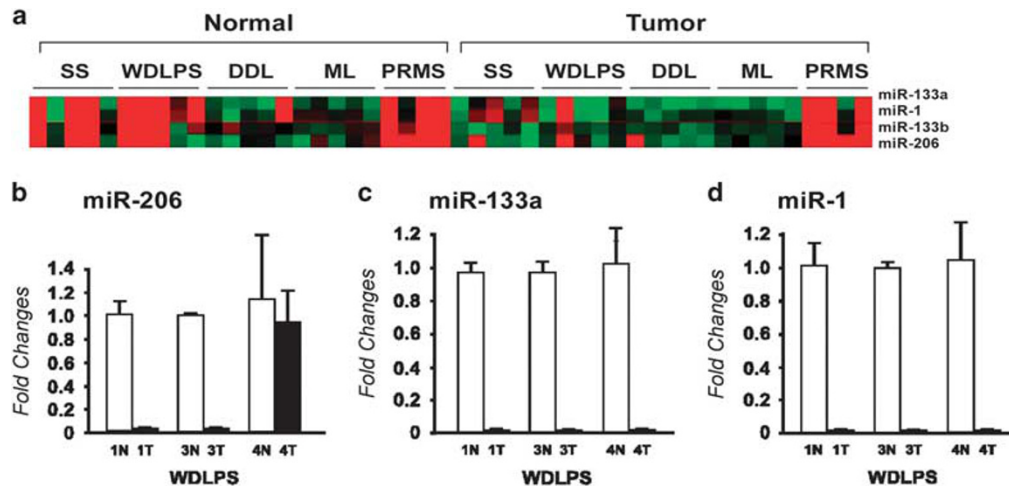 a
Normal Tumor
SS WDLPS DDL ML PRMS SS WDLPS DDL ML PRMS
miR-133a
miR-1
miR-133b
miR-206
b miR-206
Fold Changes
1.4
1.2
1.0
0.8
0.6
0.4
0.2
0
1N 1T 3N 3T 4N 4T
WDLPS
c miR-133a
Fold Changes
1.2
1.0
0.8
0.6
0.4
0.2
0
1N 1T 3N 3T 4N 4T
WDLPS
d miR-1
Fold Changes
1.2
1.0
0.8
0.6
0.4
0.2
0
1N 1T 3N 3T 4N 4T
WDLPS